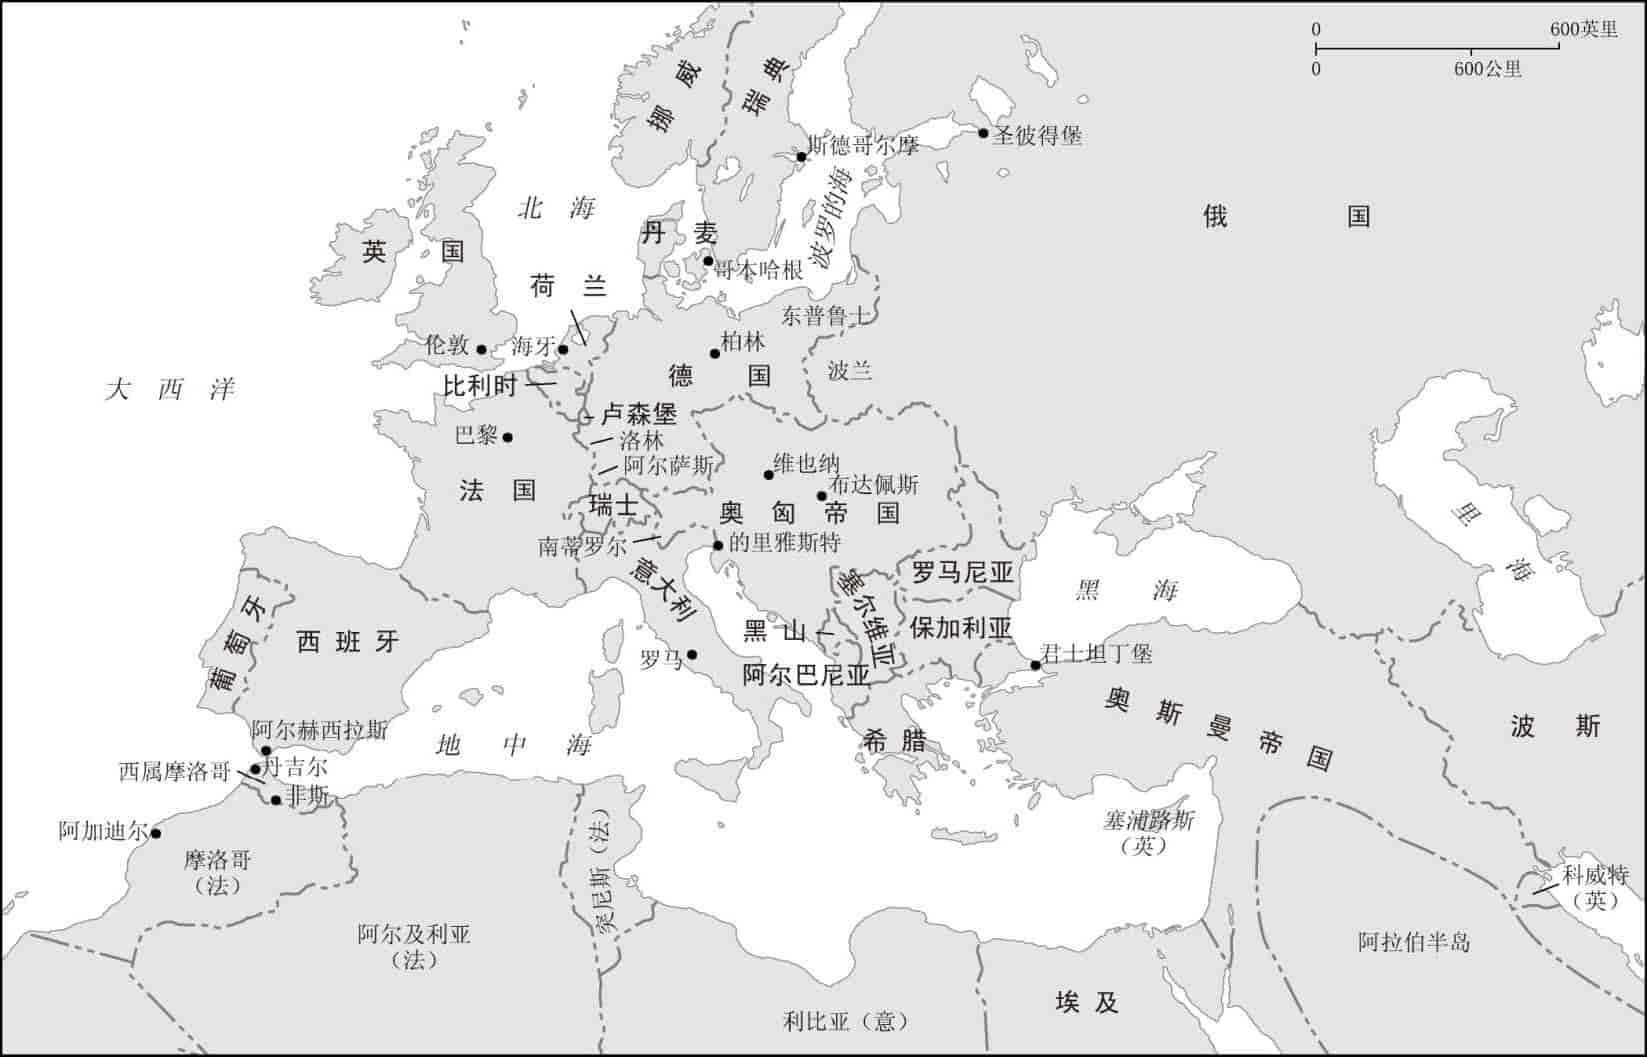 0 600英里
0 600公里
挪威
瑞典
斯德哥尔摩
圣彼得堡
波罗的海
北海
俄国
丹麦
英国
哥本哈根
荷兰
东普鲁士
伦敦
海牙
柏林
大西洋
比利时
德国
波兰
卢森堡
巴黎
洛林
阿尔萨斯
维也纳
布达佩斯
法国
瑞士
奥匈帝国
里海
南蒂罗尔
的里雅斯特
意大利
塞尔维亚
罗马尼亚
黑海
葡萄牙
西班牙
黑山
保加利亚
罗马
阿尔巴尼亚
君士坦丁堡
奥斯曼帝国
波斯
阿尔赫西拉斯
地中海
希腊
西属摩洛哥
丹吉尔
非斯
阿加迪尔
塞浦路斯
（英）
摩洛哥
（法）
突尼斯（法）
科威特
（英）
阿尔及利亚
（法）
阿拉伯半岛
埃及
利比亚（意）